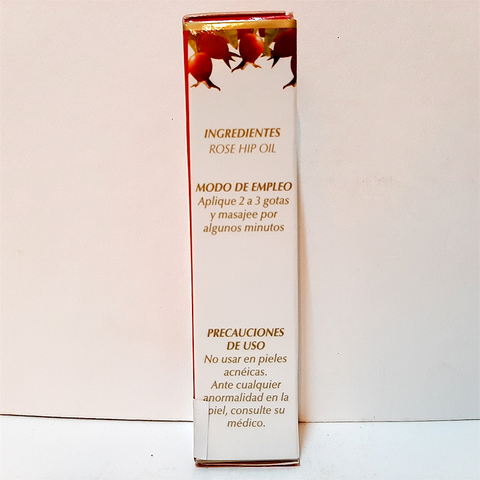 INGREDIENTES
ROSE HIP OIL
MODO DE EMPLEO
Aplique 2 a 3 gotas
y masajee por
algunos minutos
PRECAUCIONES
DE USO
No usar en pieles
acnéicas.
Ante cualquier
anormalidad en la
piel, consulte su
médico.